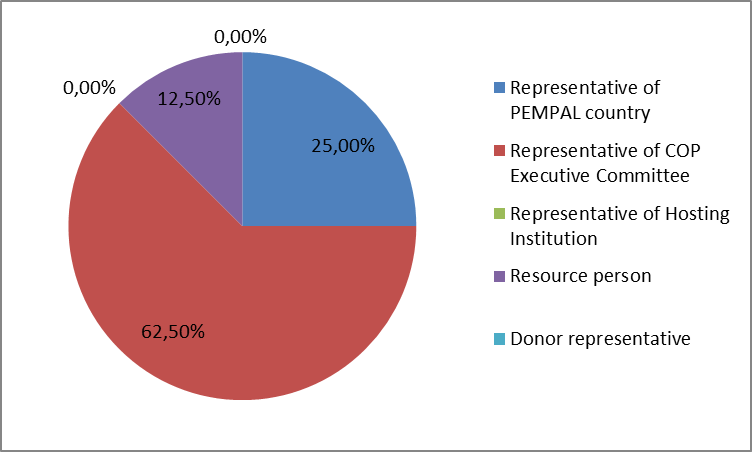 0,00%
0,00%
12,50%
25,00%
62,50%
Representative of
PEMPAL country
Representative of COP
Executive Committee
Representative of Hosting
Institution
Resource person
Donor representative